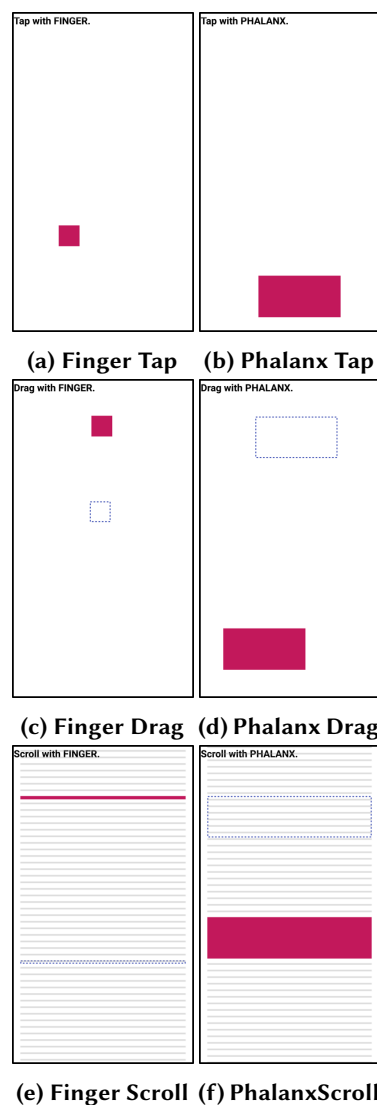 Tap with FINGER.
Tap with PHALANX.
(a) Finger Tap
(b) Phalanx Tap
Drag with FINGER.
Drag with PHALANX.
(c) Finger Drag
(d) Phalanx Drag
Scroll with FINGER.
Scroll with PHALANX.
(e) Finger Scroll
(f) PhalanxScroll